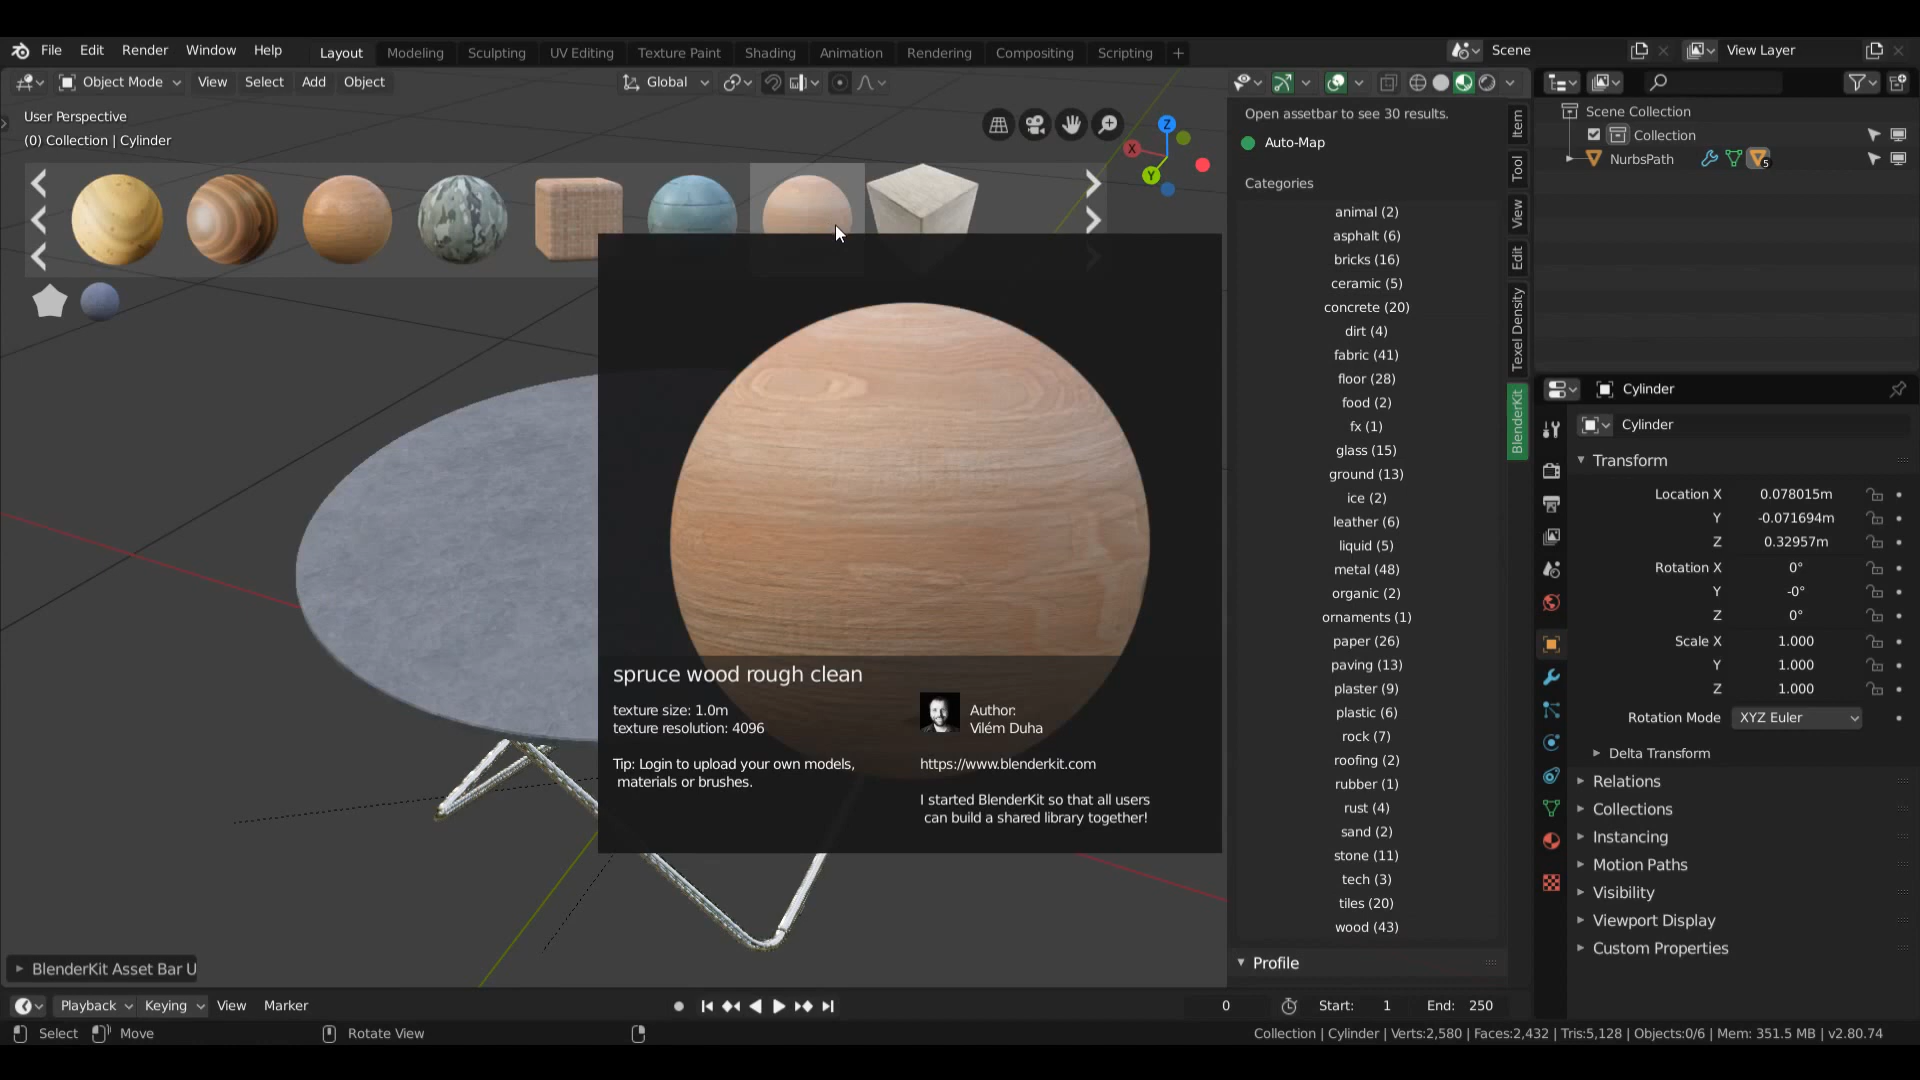 File Edit Render Window Help
Layout Modeling Sculpting UV Editing Texture Paint Shading Animation Rendering Compositing Scripting +
Scene
View Layer
Object Mode View Select Add Object
Global
User Perspective
(0) Collection | Cylinder
X
Y
Z
spruce wood rough clean
texture size: 1.0m
texture resolution: 4096
Tip: Login to upload your own models,
materials or brushes.
Author:
Vilém Duha
https://www.blenderkit.com
I started BlenderKit so that all users
can build a shared library together!
BlenderKit Asset Bar U
Open assetbar to see 30 results.
Auto-Map
Categories
animal (2)
asphalt (6)
bricks (16)
ceramic (5)
concrete (20)
dirt (4)
fabric (41)
floor (28)
food (2)
fx (1)
glass (15)
ground (13)
ice (2)
leather (6)
liquid (5)
metal (48)
organic (2)
ornaments (1)
paper (26)
paving (13)
plaster (9)
plastic (6)
rock (7)
roofing (2)
rubber (1)
rust (4)
sand (2)
stone (11)
tech (3)
tiles (20)
wood (43)
Profile
Item
Tool
View
Edit
Texel Density
BlenderKit
Scene Collection
Collection
NurbsPath 5
Cylinder
Cylinder
Transform
Location X 0.078015m
Y -0.071694m
Z 0.32957m
Rotation X 0°
Y -0°
Z 0°
Scale X 1.000
Y 1.000
Z 1.000
Rotation Mode XYZ Euler
Delta Transform
Relations
Collections
Instancing
Motion Paths
Visibility
Viewport Display
Custom Properties
Playback Keying View Marker
0 Start: 1 End: 250
Select Move Rotate View
Collection | Cylinder | Verts:2,580 | Faces:2,432 | Tris:5,128 | Objects:0/6 | Mem: 351.5 MB | v2.80.74